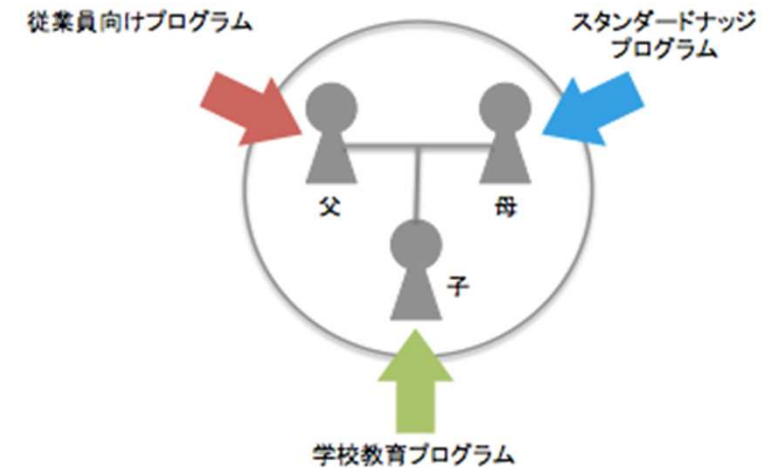 従業員向けプログラム
スタンダードナッジ
プログラム
父
母
子
学校教育プログラム